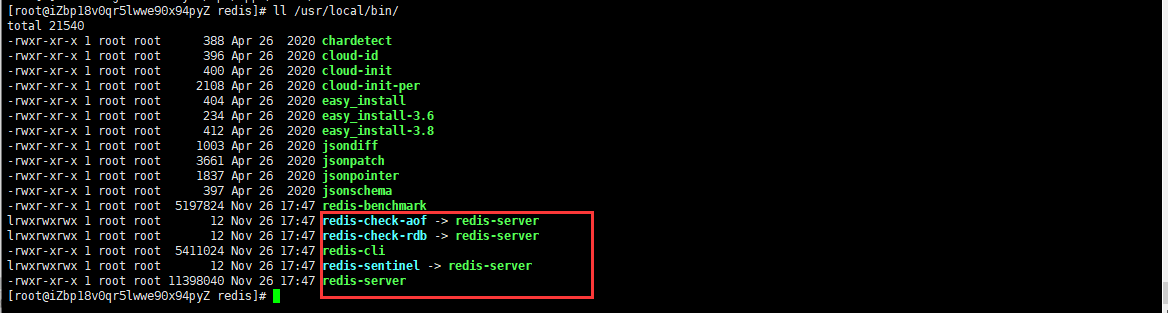 [root@iZbp18v0qr5lwwe90x94pyZ redis]# ll /usr/local/bin/
total 21540
-rwxr-xr-x 1 root root      388 Apr 26  2020 chardetect
-rwxr-xr-x 1 root root      396 Apr 26  2020 cloud-id
-rwxr-xr-x 1 root root      400 Apr 26  2020 cloud-init
-rwxr-xr-x 1 root root     2108 Apr 26  2020 cloud-init-per
-rwxr-xr-x 1 root root      404 Apr 26  2020 easy_install
-rwxr-xr-x 1 root root      234 Apr 26  2020 easy_install-3.6
-rwxr-xr-x 1 root root      412 Apr 26  2020 easy_install-3.8
-rwxr-xr-x 1 root root     1003 Apr 26  2020 jsondiff
-rwxr-xr-x 1 root root     3661 Apr 26  2020 jsonpatch
-rwxr-xr-x 1 root root     1837 Apr 26  2020 jsonpointer
-rwxr-xr-x 1 root root      397 Apr 26  2020 jsonschema
-rwxr-xr-x 1 root root  5197824 Nov 26 17:47 redis-benchmark
lrwxrwxrwx 1 root root       12 Nov 26 17:47 redis-check-aof -> redis-server
lrwxrwxrwx 1 root root       12 Nov 26 17:47 redis-check-rdb -> redis-server
-rwxr-xr-x 1 root root  5411024 Nov 26 17:47 redis-cli
lrwxrwxrwx 1 root root       12 Nov 26 17:47 redis-sentinel -> redis-server
-rwxr-xr-x 1 root root 11398040 Nov 26 17:47 redis-server
[root@iZbp18v0qr5lwwe90x94pyZ redis]#